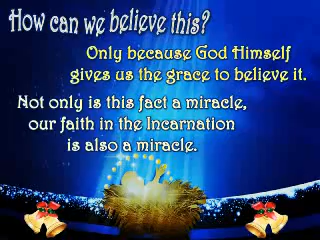 How can we believe this?
Only because God Himself
gives us the grace to believe it.
Not only is this fact a miracle,
our faith in the Incarnation
is also a miracle.